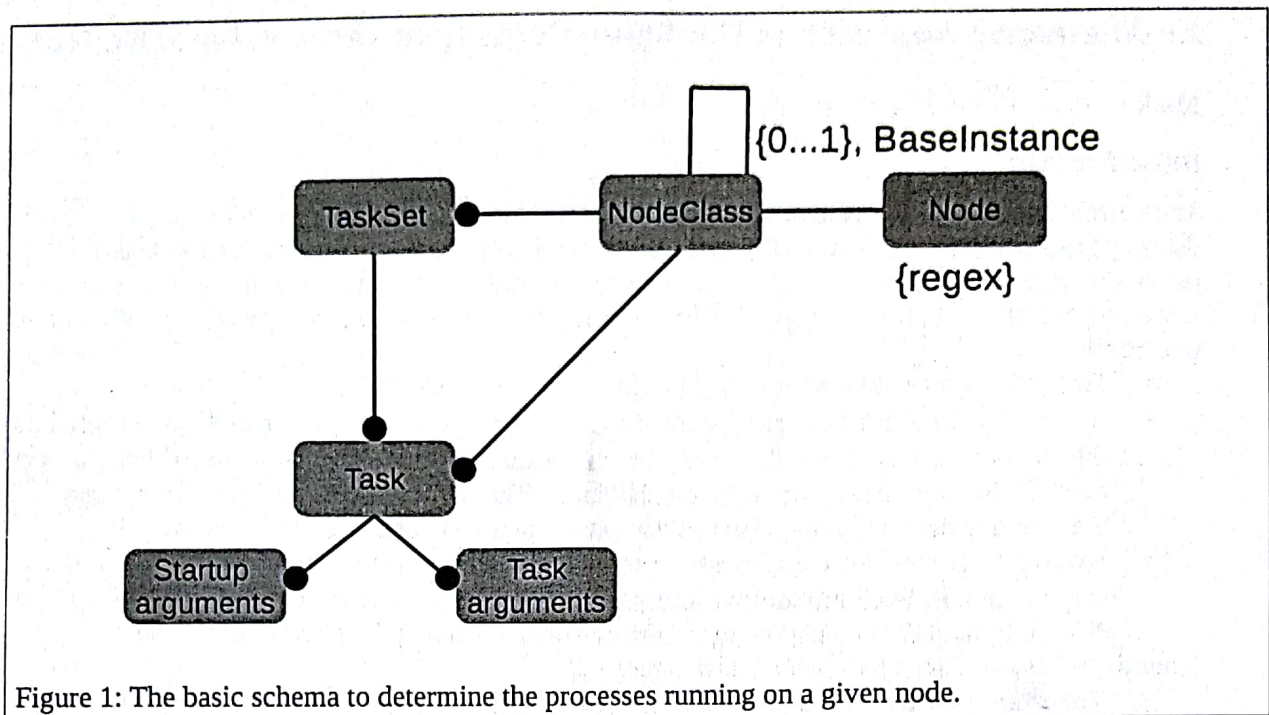 {0...1}, BaseInstance
TaskSet
NodeClass
Node
{regex}
Task
Startup
arguments
Task
arguments
Figure 1: The basic schema to determine the processes running on a given node.